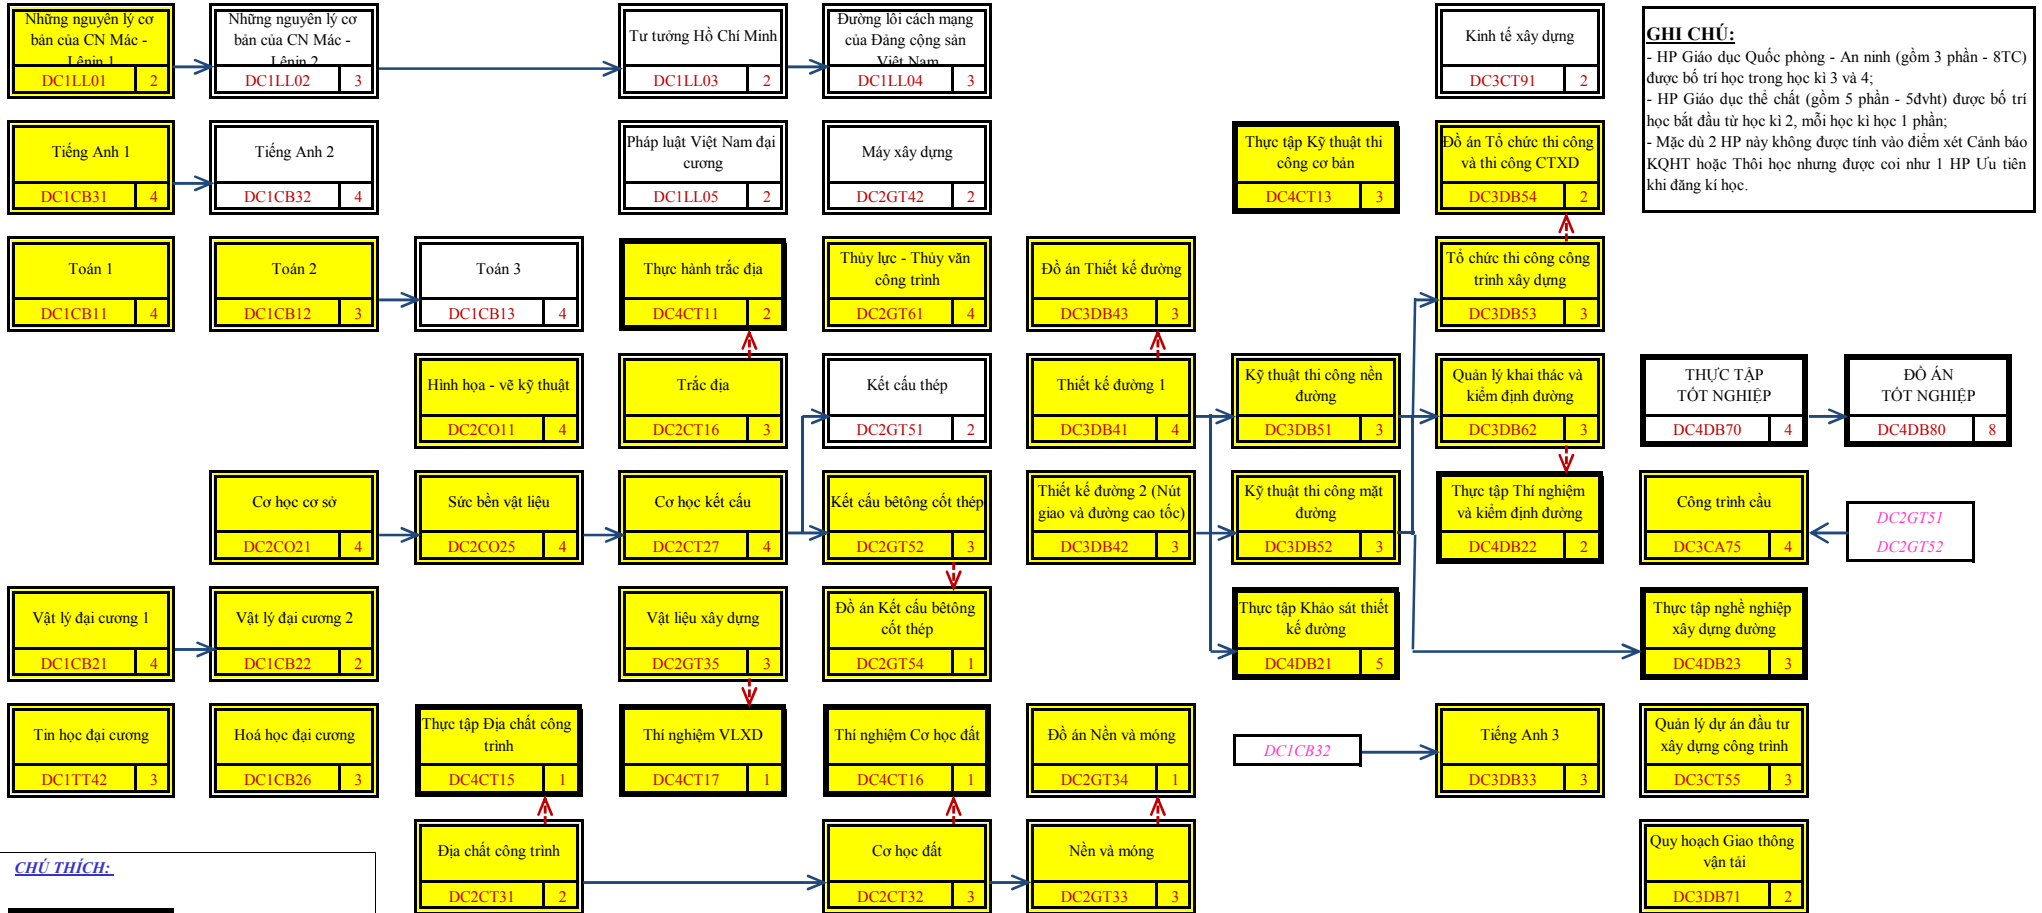 Những nguyên lý cơ
bản của CN Mác -
Lênin 1
DC1LL01 2
Những nguyên lý cơ
bản của CN Mác -
Lênin 2
DC1LL02 3
Tư tưởng Hồ Chí Minh
DC1LL03 2
Đường lối cách mạng
của Đảng cộng sản
Việt Nam
DC1LL04 3
Kinh tế xây dựng
DC3CT91 2
GHI CHÚ:
- HP Giáo dục Quốc phòng - An ninh (gồm 3 phần - 8TC)
được bố trí học trong học kì 3 và 4;
- HP Giáo dục thể chất (gồm 5 phần - 5đvht) được bố trí
học bắt đầu từ học kì 2, mỗi học kì học 1 phần;
- Mặc dù 2 HP này không được tính vào điểm xét Cảnh báo
KQHT hoặc Thôi học nhưng được coi như 1 HP Ưu tiên
khi đăng kí học.
Tiếng Anh 1
DC1CB31 4
Tiếng Anh 2
DC1CB32 4
Pháp luật Việt Nam đại
cương
DC1LL05 2
Máy xây dựng
DC2GT42 2
Thực tập Kỹ thuật thi
công cơ bản
DC4CT13 3
Đồ án Tổ chức thi công
và thi công CTXD
DC3DB54 2
Toán 1
DC1CB11 4
Toán 2
DC1CB12 3
Toán 3
DC1CB13 4
Thực hành trắc địa
DC4CT11 2
Thủy lực - Thủy văn
công trình
DC2GT61 4
Đồ án Thiết kế đường
DC3DB43 3
Tổ chức thi công công
trình xây dựng
DC3DB53 3
Hình họa - vẽ kỹ thuật
DC2CO11 4
Trắc địa
DC2CT16 3
Kết cấu thép
DC2GT51 2
Thiết kế đường 1
DC3DB41 4
Kỹ thuật thi công nền
đường
DC3DB51 3
Quản lý khai thác và
kiểm định đường
DC3DB62 3
THỰC TẬP
TỐT NGHIỆP
DC4DB70 4
ĐỒ ÁN
TỐT NGHIỆP
DC4DB80 8
Cơ học cơ sở
DC2CO21 4
Sức bền vật liệu
DC2CO25 4
Cơ học kết cấu
DC2CT27 4
Kết cấu bêtông cốt thép
DC2GT52 3
Thiết kế đường 2 (Nút
giao và đường cao tốc)
DC3DB42 3
Kỹ thuật thi công mặt
đường
DC3DB52 3
Thực tập Thí nghiệm
và kiểm định đường
DC4DB22 2
Công trình cầu
DC3CA75 4
DC2GT51
DC2GT52
Vật lý đại cương 1
DC1CB21 4
Vật lý đại cương 2
DC1CB22 2
Vật liệu xây dựng
DC2GT35 3
Đồ án Kết cấu bêtông
cốt thép
DC2GT54 1
Thực tập Khảo sát thiết
kế đường
DC4DB21 5
Thực tập nghề nghiệp
xây dựng đường
DC4DB23 3
Tin học đại cương
DC1TT42 3
Hoá học đại cương
DC1CB26 3
Thực tập Địa chất công
trình
DC4CT15 1
Thí nghiệm VLXD
DC4CT17 1
Thí nghiệm Cơ học đất
DC4CT16 1
Đồ án Nền và móng
DC2GT34 1
DC1CB32
Tiếng Anh 3
DC3DB33 3
Quản lý dự án đầu tư
xây dựng công trình
DC3CT55 3
Địa chất công trình
DC2CT31 2
Cơ học đất
DC2CT32 3
Nền và móng
DC2GT33 3
Quy hoạch Giao thông
vận tải
DC3DB71 2
CHÚ THÍCH: